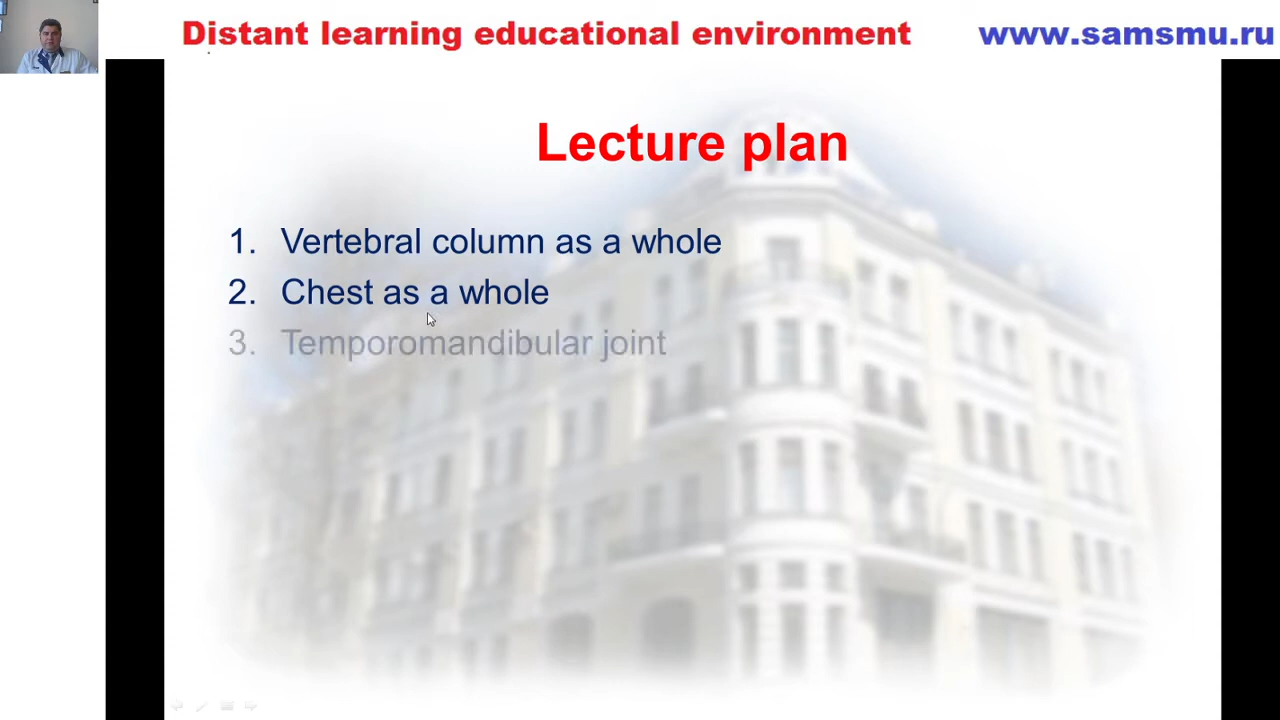 Distant learning educational environment www.samsmu.ru
Lecture plan
1. Vertebral column as a whole
2. Chest as a whole
3. Temporomandibular joint